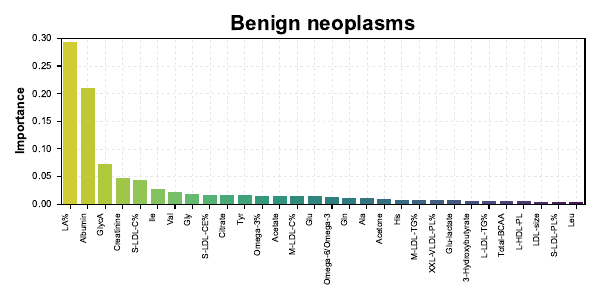 Benign neoplasms
Importance
0.30
0.25
0.20
0.15
0.10
0.05
0.00
LA%
Albumin
GlycA
Creatinine
S-LDL-C%
Ile
Val
Gly
S-LDL-CE%
Citrate
Tyr
Omega-3%
Acetate
M-LDL-C%
Glu
Omega-6/Omega-3
Gln
Ala
Acetone
His
M-LDL-TG%
XXL-VLDL-PL%
Glu-lactate
3-Hydroxybutyrate
L-LDL-TG%
Total-BCAA
L-HDL-PL
LDL-size
S-LDL-PL%
Leu